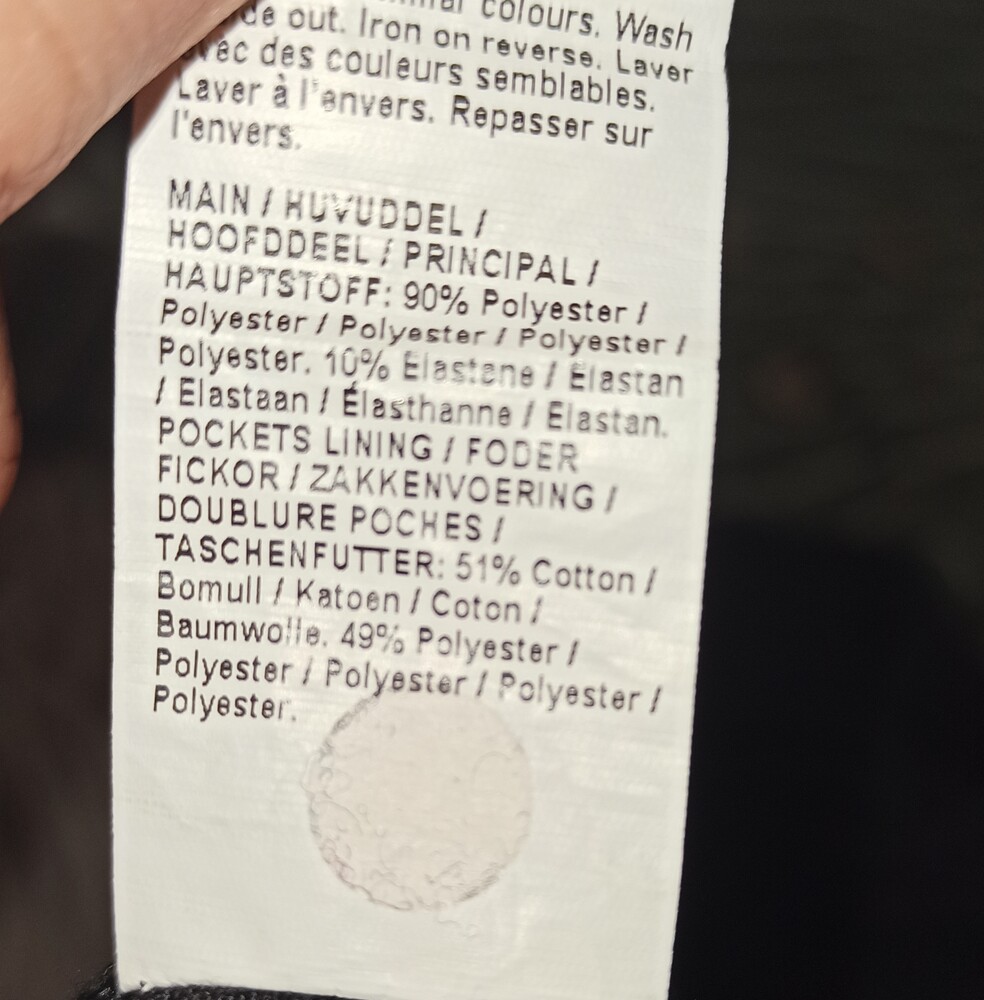 colours. Wash
out. Iron on reverse. Laver
avec des couleurs semblables.
Laver à l'envers. Repasser sur
l'envers.
MAIN / HUVUDDEL /
HOOFDDEEL / PRINCIPAL /
HAUPTSTOFF: 90% Polyester /
Polyester / Polyester / Polyester /
Polyester. 10% Elastane / Elastan
/ Elastaan / Élasthanne / Elastan.
POCKETS LINING / FODER
FICKOR / ZAKKENVOERING /
DOUBLURE POCHES /
TASCHENFUTTER: 51% Cotton /
Bomull / Katoen / Coton /
Baumwolle. 49% Polyester /
Polyester / Polyester / Polyester /
Polyester.